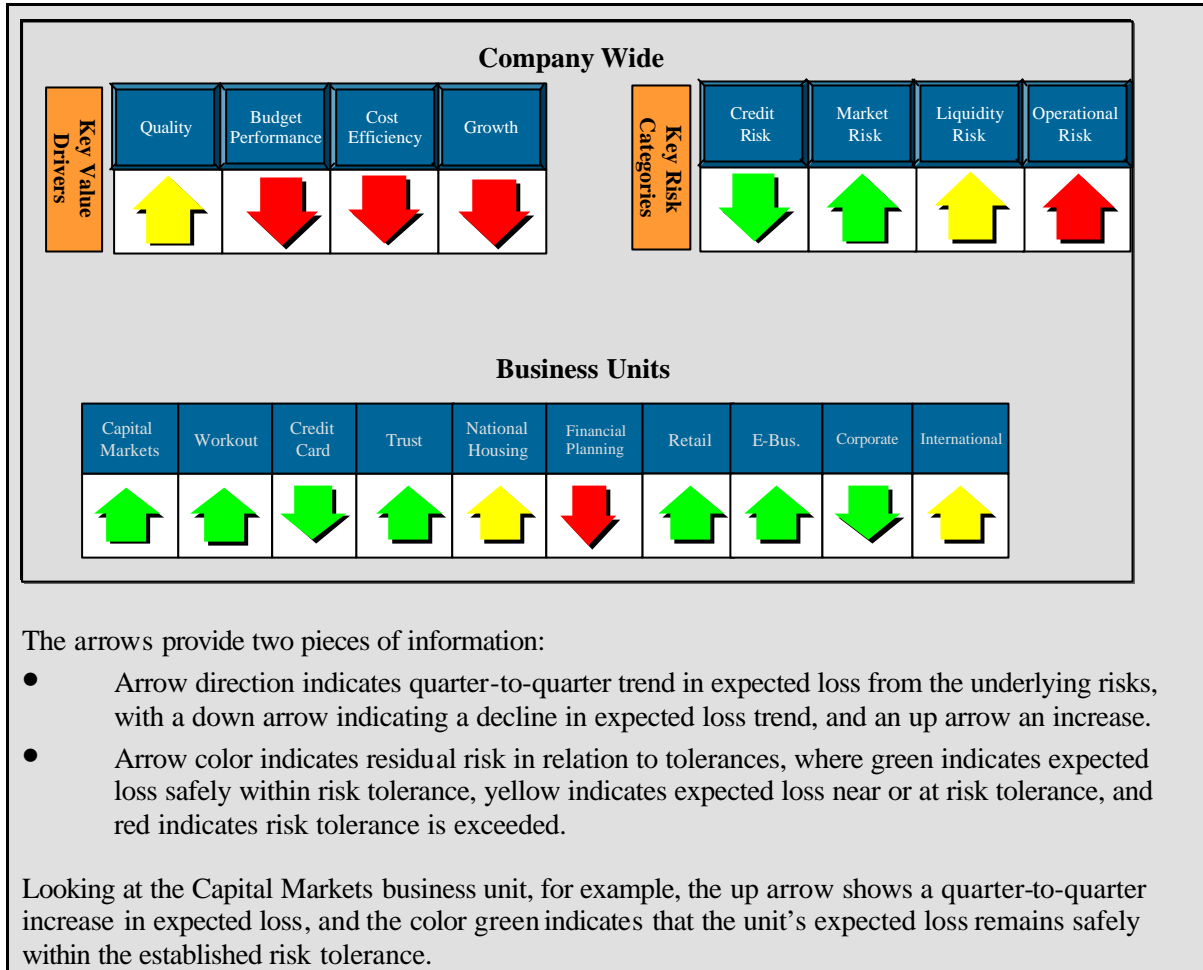 Company Wide
Key Value
Drivers
Quality
Budget
Performance
Cost
Efficiency
Growth
Key Risk
Categories
Credit
Risk
Market
Risk
Liquidity
Risk
Operational
Risk
Business Units
Capital
Markets
Workout
Credit
Card
Trust
National
Housing
Financial
Planning
Retail
E-Bus.
Corporate
International
The arrows provide two pieces of information:
● Arrow direction indicates quarter-to-quarter trend in expected loss from the underlying risks,
with a down arrow indicating a decline in expected loss trend, and an up arrow an increase.
● Arrow color indicates residual risk in relation to tolerances, where green indicates expected
loss safely within risk tolerance, yellow indicates expected loss near or at risk tolerance, and
red indicates risk tolerance is exceeded.
Looking at the Capital Markets business unit, for example, the up arrow shows a quarter-to-quarter
increase in expected loss, and the color green indicates that the unit's expected loss remains safely
within the established risk tolerance.